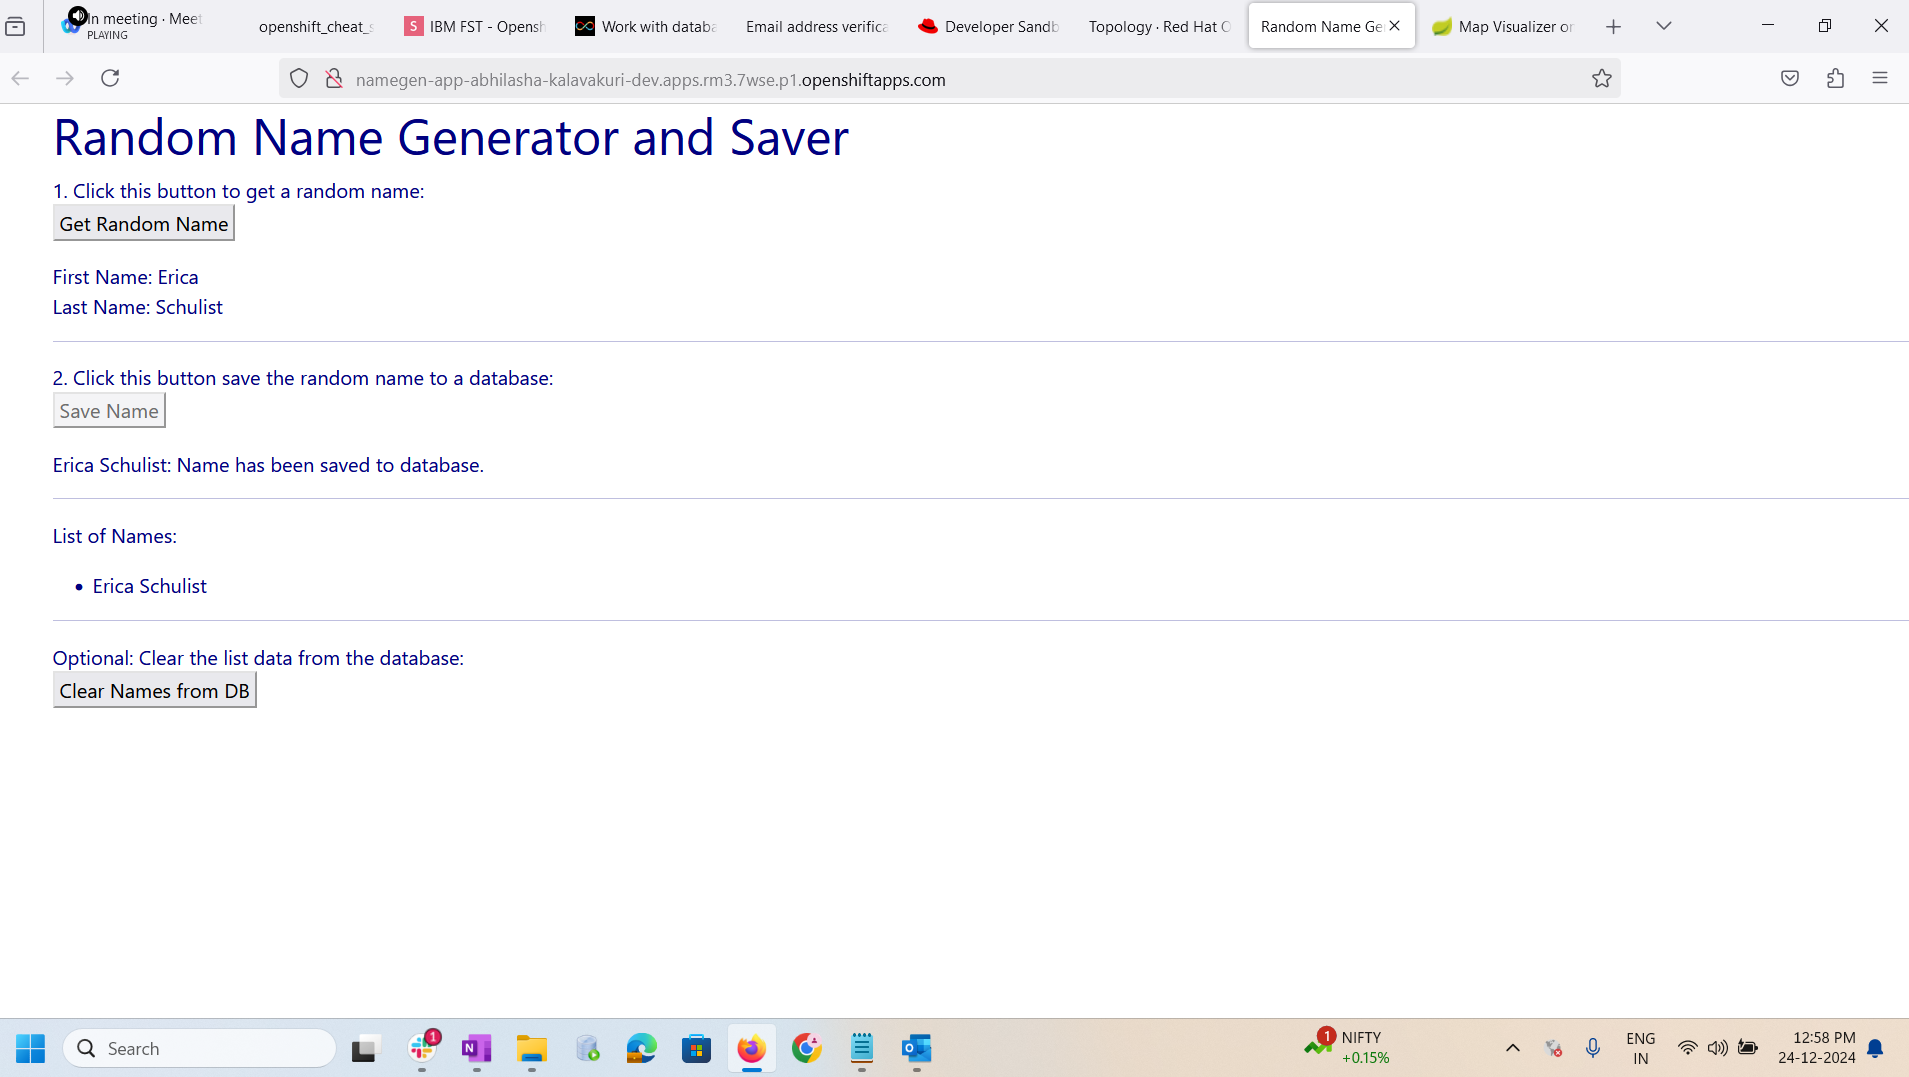 In meeting · Meet
PLAYING
openshift_cheat_s
S IBM FST - Opensh
Work with databa
Email address verifica
Developer Sandb
Topology · Red Hat O
Random Name Ge
Map Visualizer on
namegen-app-abhilasha-kalavakuri-dev.apps.rm3.7wse.p1.openshiftapps.com
Random Name Generator and Saver
1. Click this button to get a random name:
Get Random Name
First Name: Erica
Last Name: Schulist
2. Click this button save the random name to a database:
Save Name
Erica Schulist: Name has been saved to database.
List of Names:
• Erica Schulist
Optional: Clear the list data from the database:
Clear Names from DB
Search
1
N
O
1
NIFTY
+0.15%
ENG
IN
12:58 PM
24-12-2024